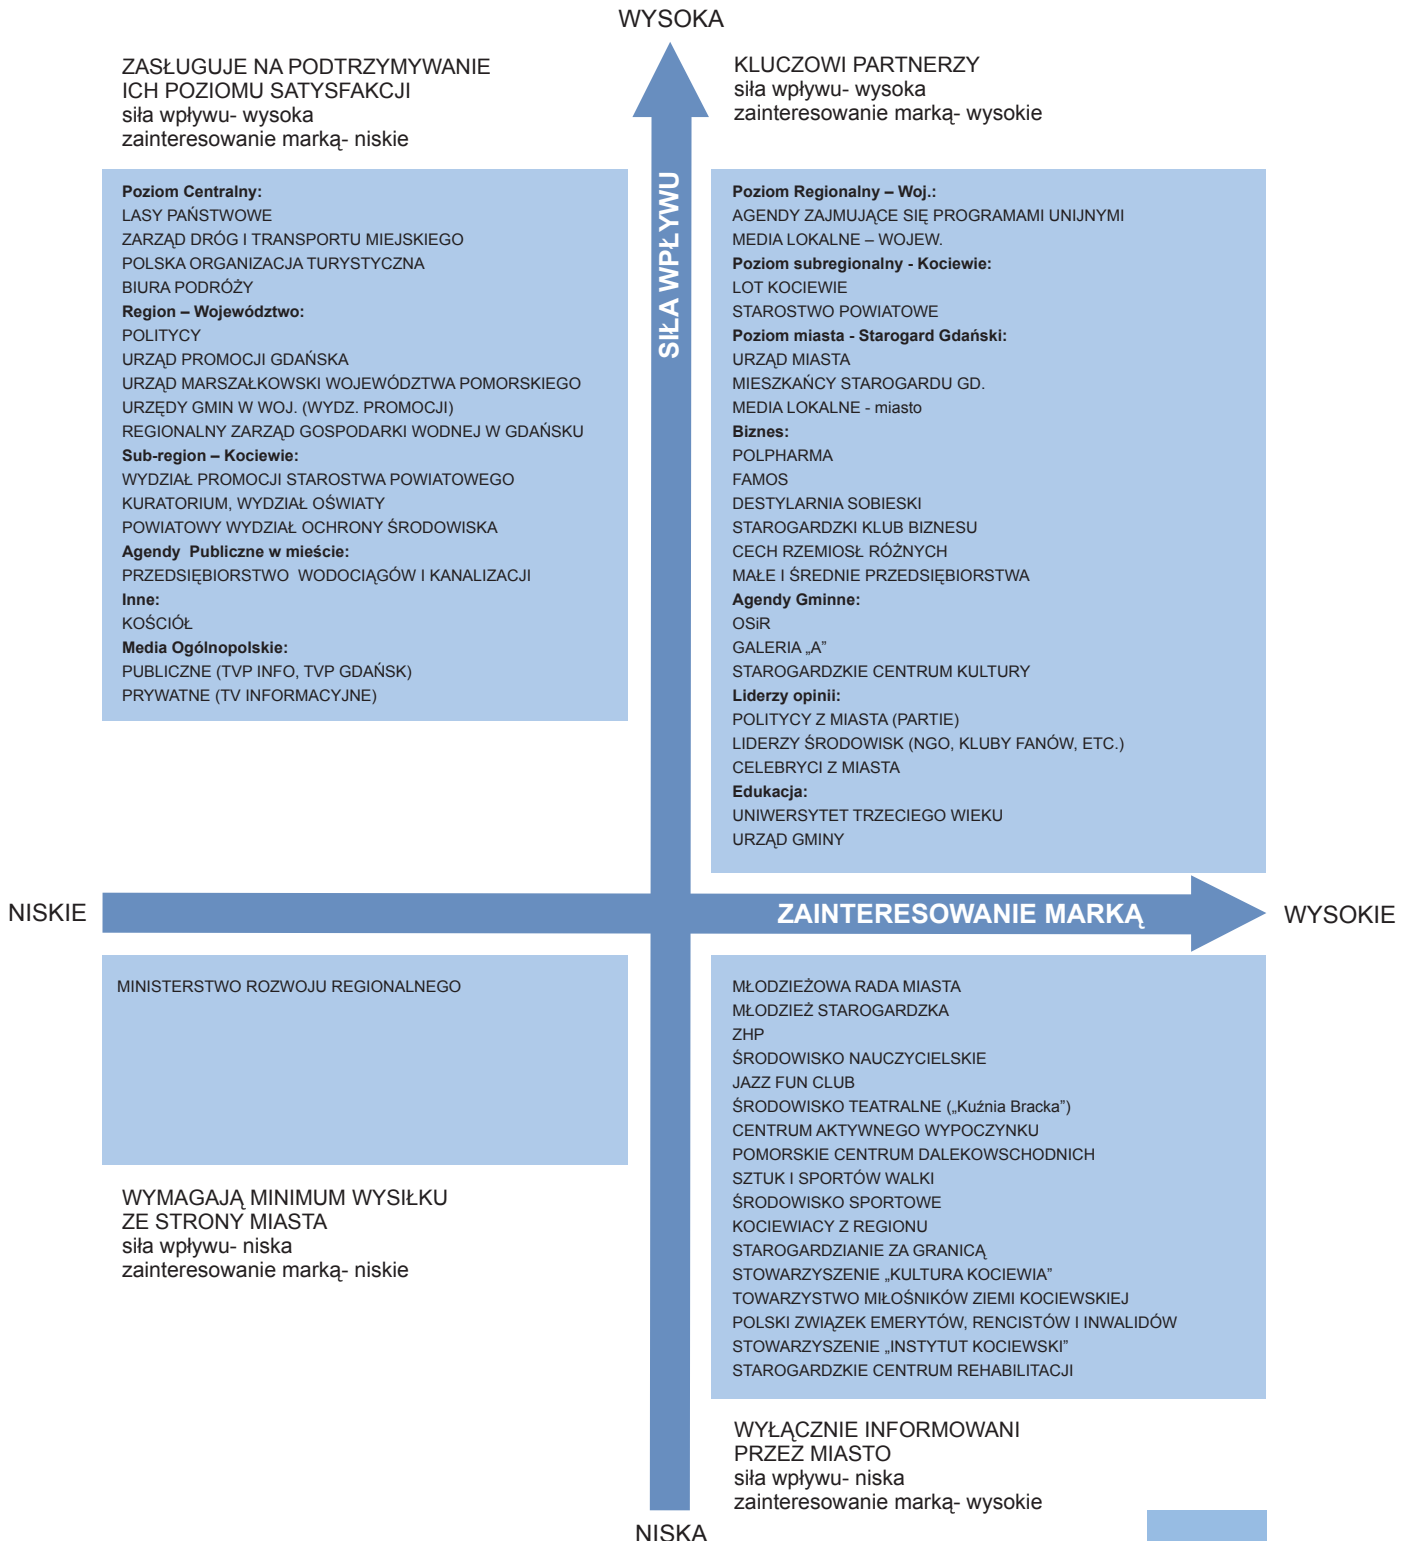 WYSOKA
ZASŁUGUJE NA PODTRZYMYWANIE
ICH POZIOMU SATYSFAKCJI
siła wpływu- wysoka
zainteresowanie marką- niskie
KLUCZOWI PARTNERZY
siła wpływu- wysoka
zainteresowanie marką- wysokie
Poziom Centralny:
LASY PAŃSTWOWE
ZARZĄD DRÓG I TRANSPORTU MIEJSKIEGO
POLSKA ORGANIZACJA TURYSTYCZNA
BIURA PODRÓŻY
Region – Województwo:
POLITYCY
URZĄD PROMOCJI GDAŃSKA
URZĄD MARSZAŁKOWSKI WOJEWÓDZTWA POMORSKIEGO
URZĘDY GMIN W WOJ. (WYDZ. PROMOCJI)
REGIONALNY ZARZĄD GOSPODARKI WODNEJ W GDAŃSKU
Sub-region – Kociewie:
WYDZIAŁ PROMOCJI STAROSTWA POWIATOWEGO
KURATORIUM, WYDZIAŁ OŚWIATY
POWIATOWY WYDZIAŁ OCHRONY ŚRODOWISKA
Agendy  Publiczne w mieście:
PRZEDSIĘBIORSTWO  WODOCIĄGÓW I KANALIZACJI
Inne:
KOŚCIÓŁ
Media Ogólnopolskie:
PUBLICZNE (TVP INFO, TVP GDAŃSK)
PRYWATNE (TV INFORMACYJNE)
SIŁA WPŁYWU
Poziom Regionalny – Woj.:
AGENDY ZAJMUJĄCE SIĘ PROGRAMAMI UNIJNYMI
MEDIA LOKALNE – WOJEW.
Poziom subregionalny - Kociewie:
LOT KOCIEWIE
STAROSTWO POWIATOWE
Poziom miasta - Starogard Gdański:
URZĄD MIASTA
MIESZKAŃCY STAROGARDU GD.
MEDIA LOKALNE - miasto
Biznes:
POLPHARMA
FAMOS
DESTYLARNIA SOBIESKI
STAROGARDZKI KLUB BIZNESU
CECH RZEMIOSŁ RÓŻNYCH
MAŁE I ŚREDNIE PRZEDSIĘBIORSTWA
Agendy Gminne:
OSiR
GALERIA „A”
STAROGARDZKIE CENTRUM KULTURY
Liderzy opinii:
POLITYCY Z MIASTA (PARTIE)
LIDERZY ŚRODOWISK (NGO, KLUBY FANÓW, ETC.)
CELEBRYCI Z MIASTA
Edukacja:
UNIWERSYTET TRZECIEGO WIEKU
URZĄD GMINY
NISKIE
ZAINTERESOWANIE MARKĄ
WYSOKIE
MINISTERSTWO ROZWOJU REGIONALNEGO
WYMAGAJĄ MINIMUM WYSIŁKU
ZE STRONY MIASTA
siła wpływu- niska
zainteresowanie marką- niskie
MŁODZIEŻOWA RADA MIASTA
MŁODZIEŻ STAROGARDZKA
ZHP
ŚRODOWISKO NAUCZYCIELSKIE
JAZZ FUN CLUB
ŚRODOWISKO TEATRALNE („Kuźnia Bracka”)
CENTRUM AKTYWNEGO WYPOCZYNKU
POMORSKIE CENTRUM DALEKOWSCHODNICH
SZTUK I SPORTÓW WALKI
ŚRODOWISKO SPORTOWE
KOCIEWIACY Z REGIONU
STAROGARDZIANIE ZA GRANICĄ
STOWARZYSZENIE „KULTURA KOCIEWIA”
TOWARZYSTWO MIŁOŚNIKÓW ZIEMI KOCIEWSKIEJ
POLSKI ZWIĄZEK EMERYTÓW, RENCISTÓW I INWALIDÓW
STOWARZYSZENIE „INSTYTUT KOCIEWSKI”
STAROGARDZKIE CENTRUM REHABILITACJI
WYŁĄCZNIE INFORMOWANI
PRZEZ MIASTO
siła wpływu- niska
zainteresowanie marką- wysokie
NISKA